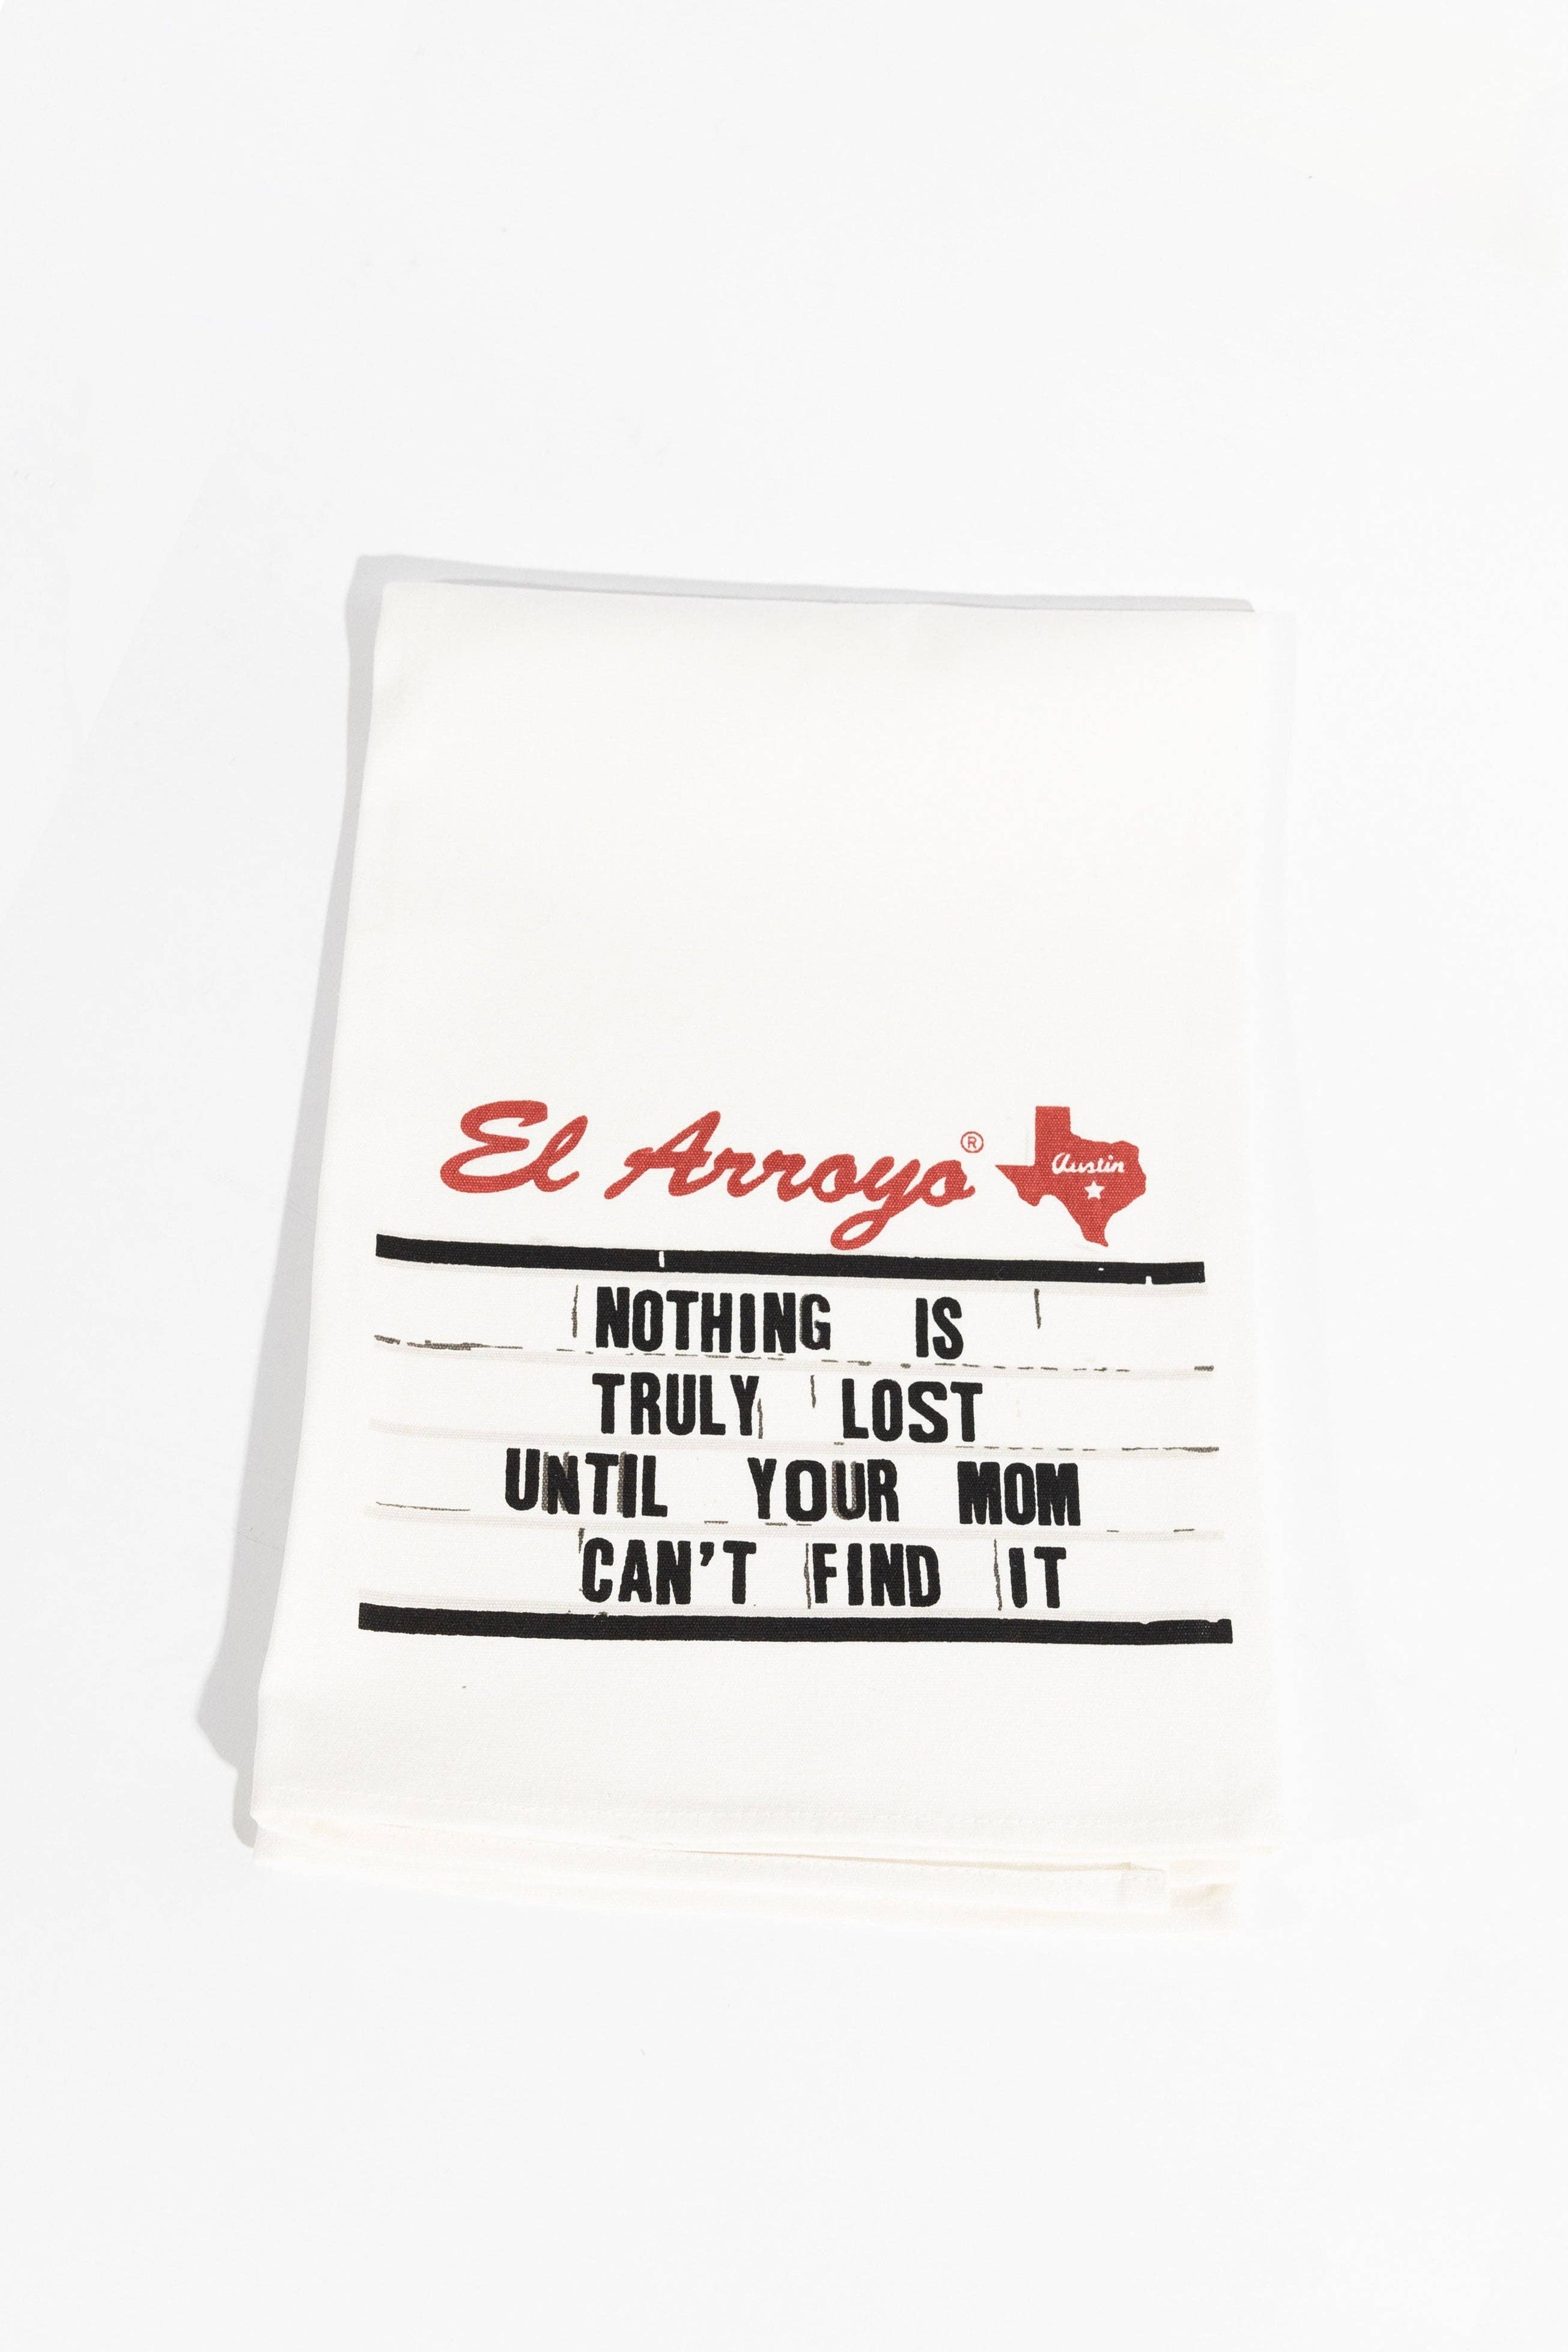 El Arroyo®
Austin
NOTHING IS
TRULY LOST
UNTIL YOUR MOM
CAN'T FIND IT